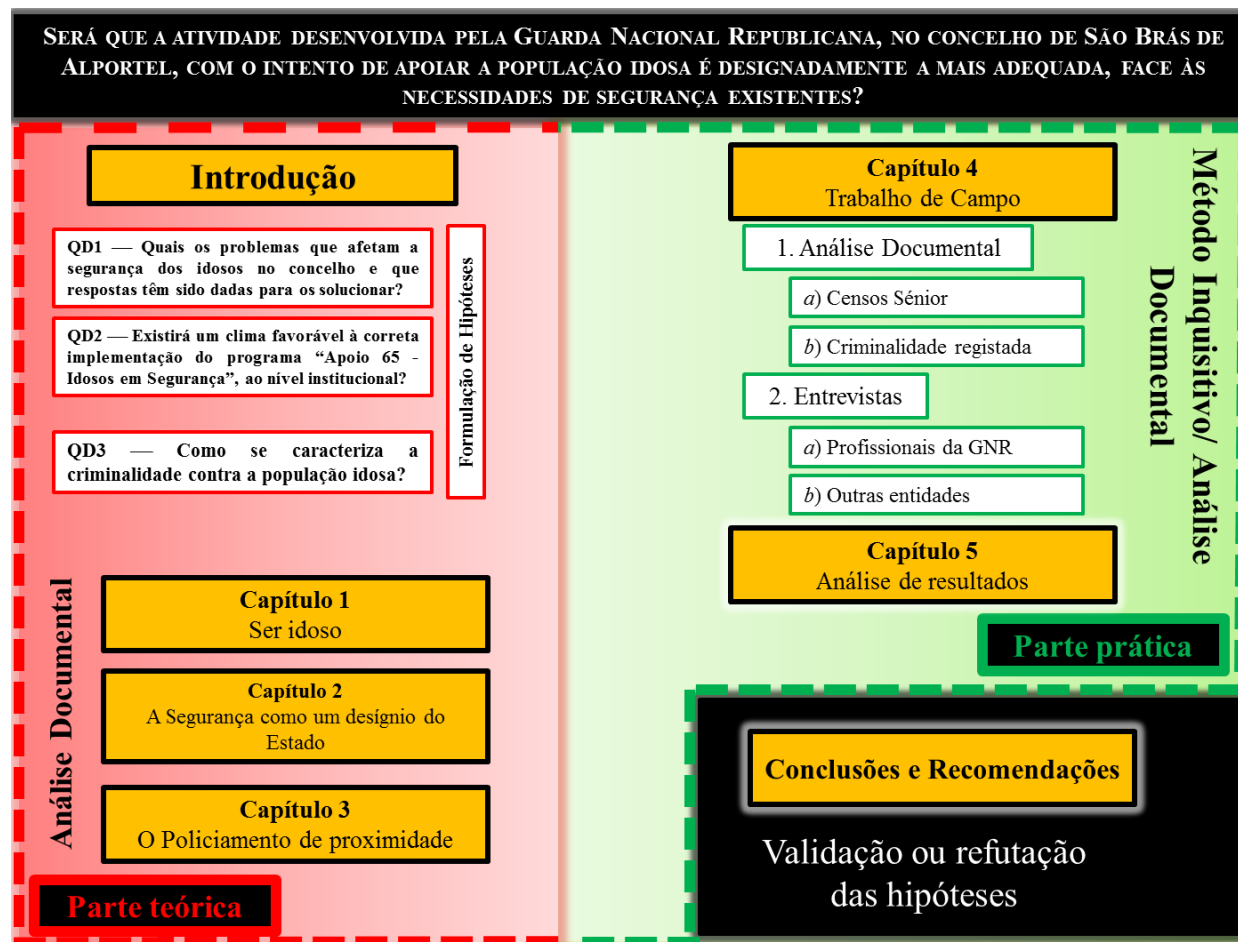 SERÁ QUE A ATIVIDADE DESENVOLVIDA PELA GUARDA NACIONAL REPUBLICANA, NO CONCELHO DE SÃO BRÁS DE
ALPORTEL, COM O INTENTO DE APOIAR A POPULAÇÃO IDOSA É DESIGNADAMENTE A MAIS ADEQUADA, FACE ÀS
NECESSIDADES DE SEGURANÇA EXISTENTES?
Introdução
QD1 — Quais os problemas que afetam a
segurança dos idosos no concelho e que
respostas têm sido dadas para os solucionar?
QD2 — Existirá um clima favorável à correta
implementação do programa “Apoio 65 -
Idosos em Segurança”, ao nível institucional?
QD3 — Como se caracteriza a
criminalidade contra a população idosa?
Formulação de Hipóteses
Análise Documental
Capítulo 1
Ser idoso
Capítulo 2
A Segurança como um desígnio do
Estado
Capítulo 3
O Policiamento de proximidade
Parte teórica
Capítulo 4
Trabalho de Campo
1. Análise Documental
a) Censos Sénior
b) Criminalidade registada
2. Entrevistas
a) Profissionais da GNR
b) Outras entidades
Capítulo 5
Análise de resultados
Método Inquisitivo/ Análise
Documental
Parte prática
Conclusões e Recomendações
Validação ou refutação
das hipóteses